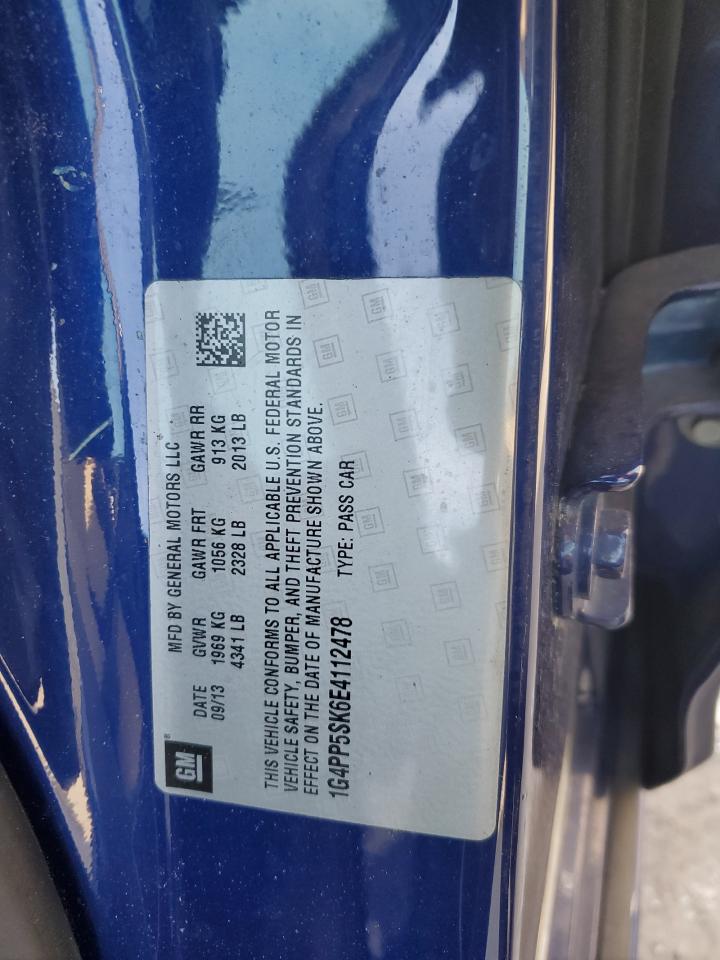 GM ®
MFD BY GENERAL MOTORS LLC
DATE GVWR GAWR FRT GAWR RR
09/13 1969 KG 1056 KG 913 KG
4341 LB 2328 LB 2013 LB
THIS VEHICLE CONFORMS TO ALL APPLICABLE U.S. FEDERAL MOTOR
VEHICLE SAFETY, BUMPER, AND THEFT PREVENTION STANDARDS IN
EFFECT ON THE DATE OF MANUFACTURE SHOWN ABOVE.
1G4PP5SK6E4112478 TYPE: PASS CAR